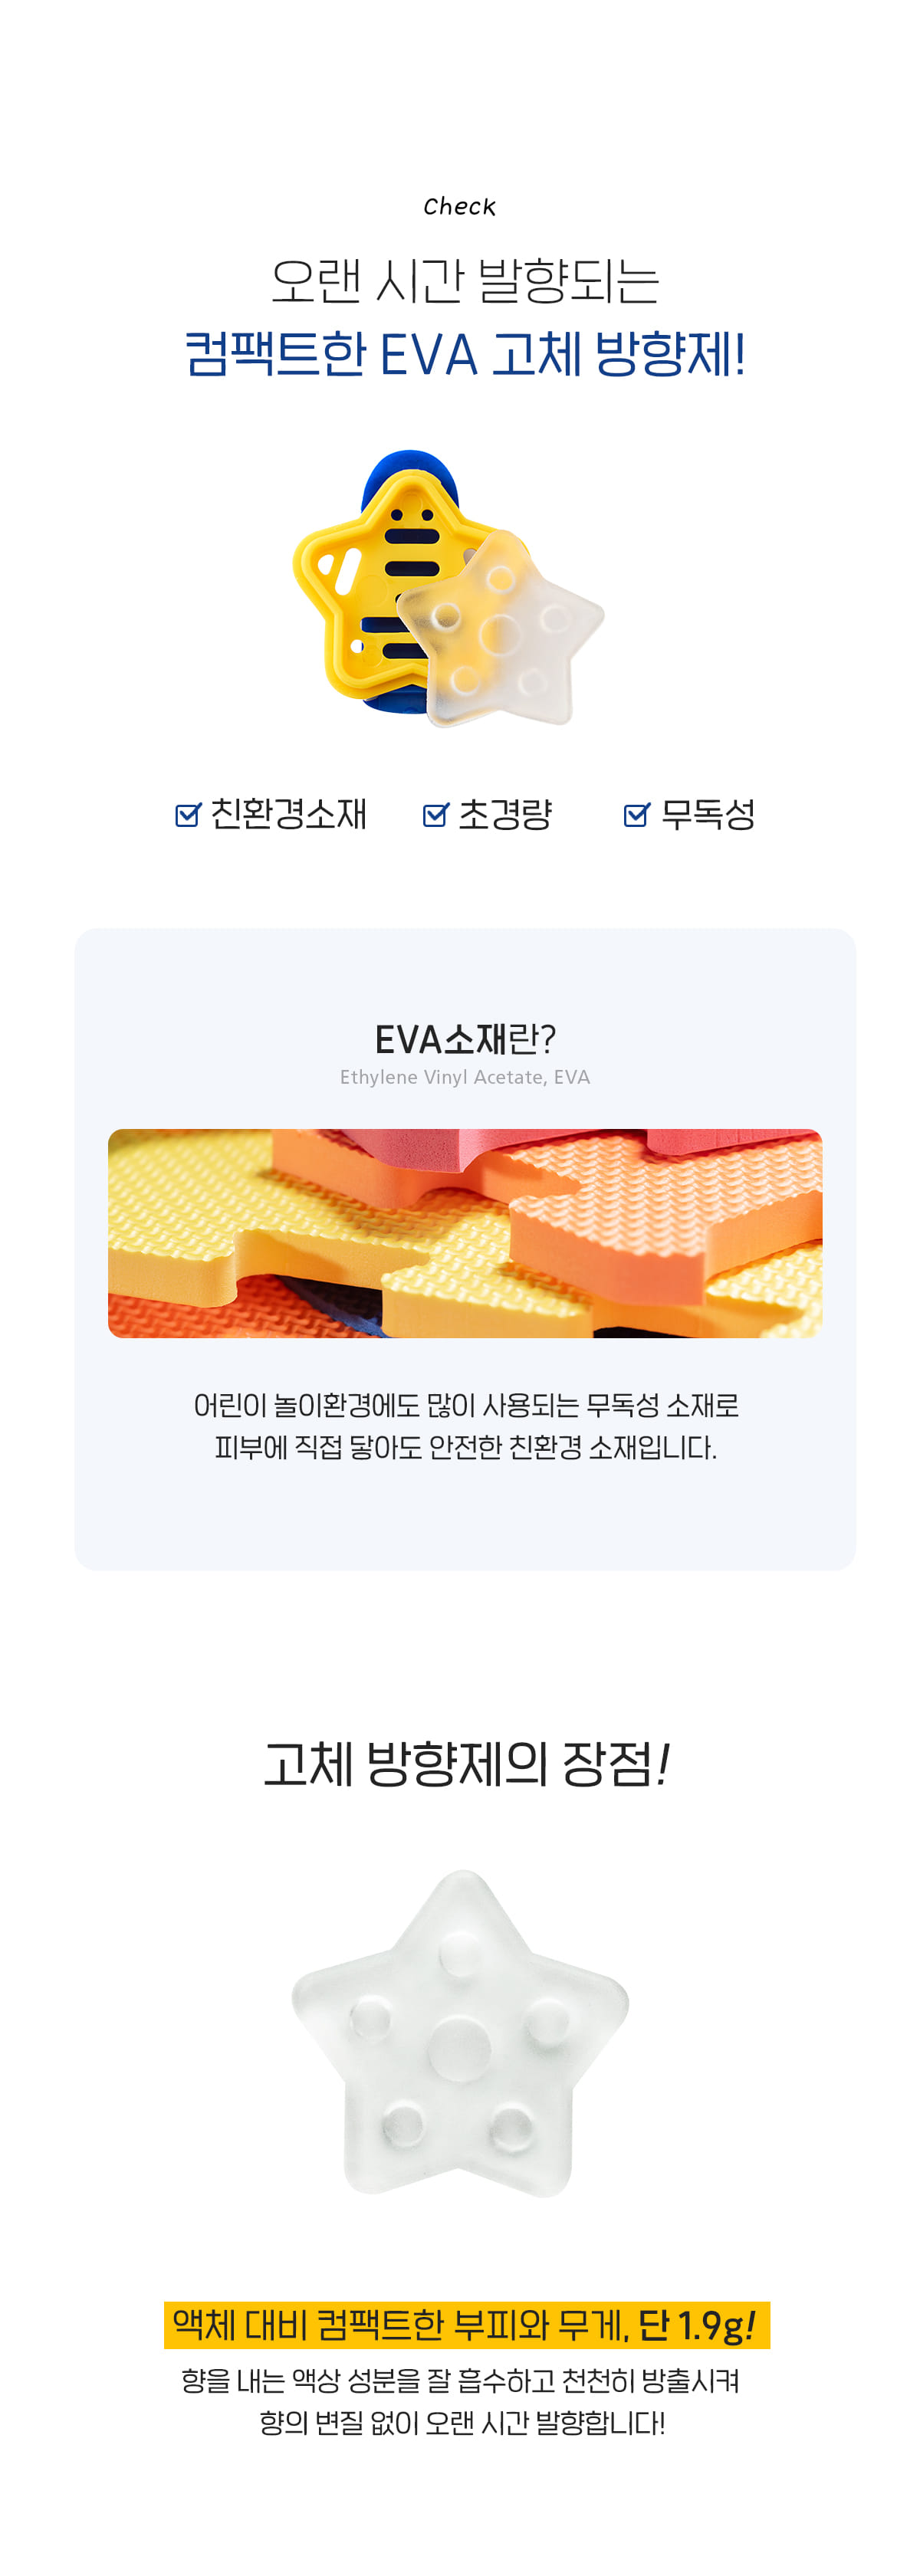 Check
오랜 시간 발향되는
컴팩트한 EVA 고체 방향제!
친환경소재 초경량 무독성
EVA소재란?
Ethylene Vinyl Acetate, EVA
어린이 놀이환경에도 많이 사용되는 무독성 소재로
피부에 직접 닿아도 안전한 친환경 소재입니다.
고체 방향제의 장점!
액체 대비 컴팩트한 부피와 무게, 단 1.9g!
향을 내는 액상 성분을 잘 흡수하고 천천히 방출시켜
향의 변질 없이 오랜 시간 발향합니다!